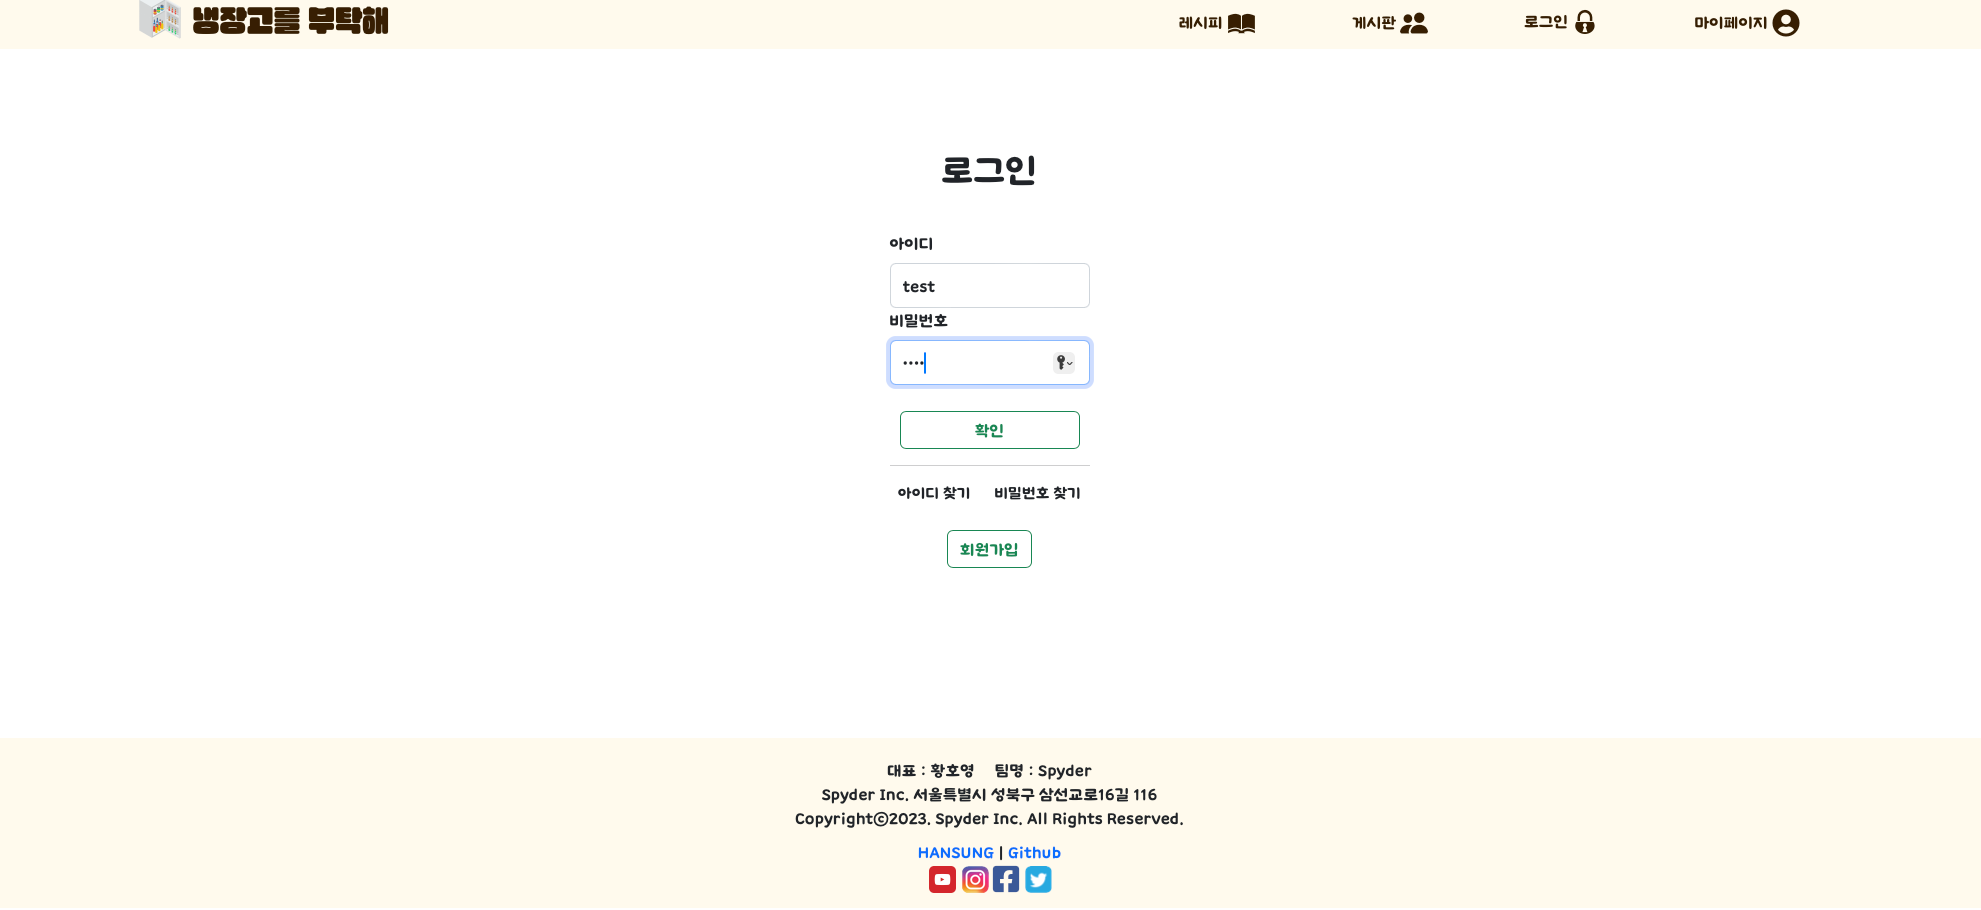 냉장고를 부탁해
레시피 게시판 로그인 마이페이지
로그인
아이디
test
비밀번호
••••
확인
아이디 찾기 비밀번호 찾기
회원가입
대표 : 황호영 팀명 : Spyder
Spyder Inc. 서울특별시 성북구 삼선교로16길 116
Copyrightⓒ2023. Spyder Inc. All Rights Reserved.
HANSUNG | Github